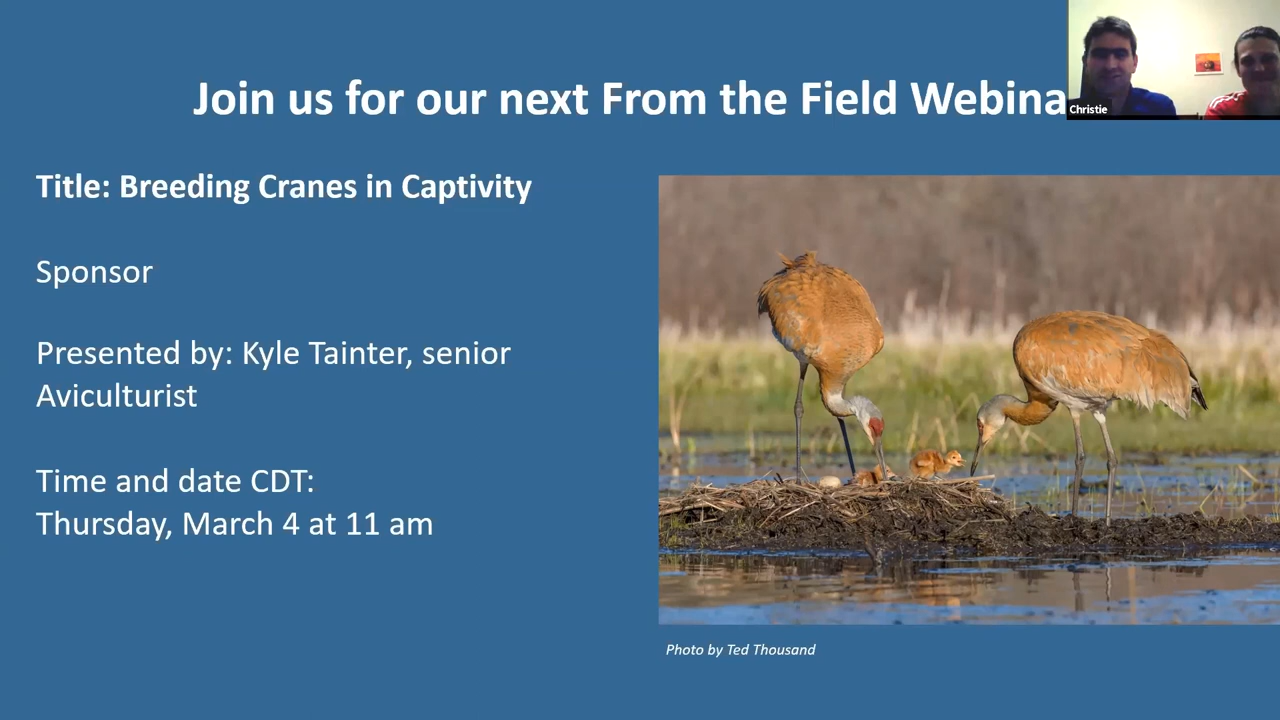 Join us for our next From the Field Webina
Christie
Title: Breeding Cranes in Captivity
Sponsor
Presented by: Kyle Tainter, senior
Aviculturist
Time and date CDT:
Thursday, March 4 at 11 am
Photo by Ted Thousand